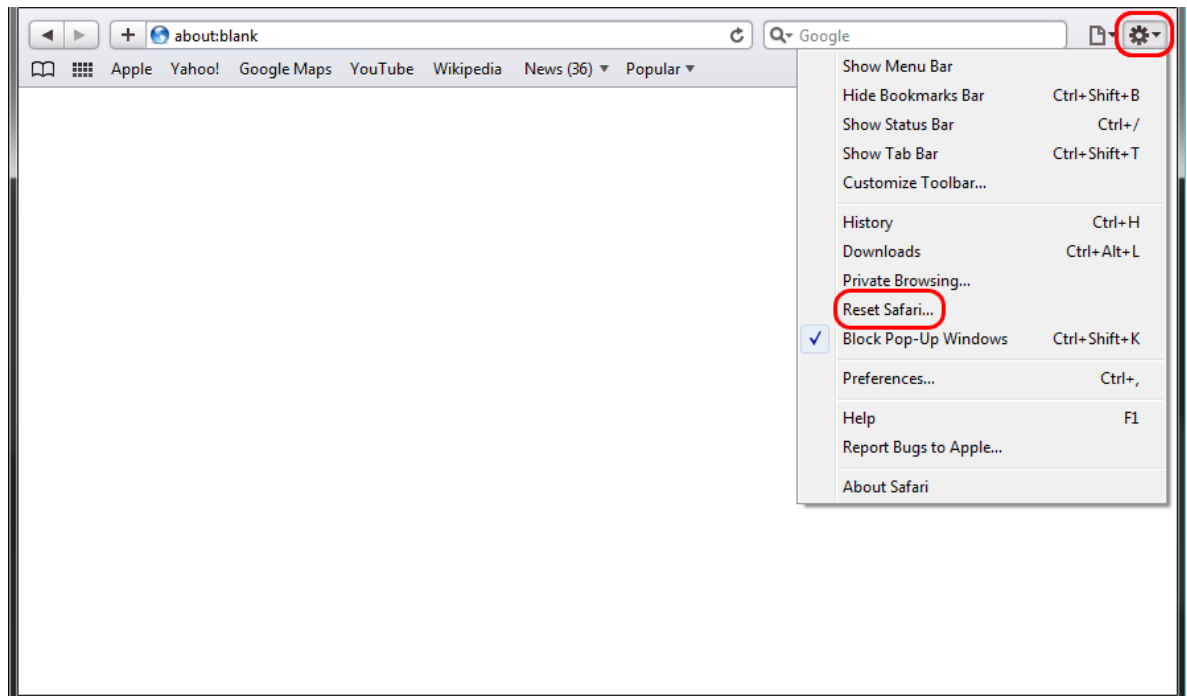 about:blank Google
Apple Yahoo! Google Maps YouTube Wikipedia News (36) Popular
Show Menu Bar
Hide Bookmarks Bar Ctrl+Shift+B
Show Status Bar Ctrl+/
Show Tab Bar Ctrl+Shift+T
Customize Toolbar...
History Ctrl+H
Downloads Ctrl+Alt+L
Private Browsing...
Reset Safari...
Block Pop-Up Windows Ctrl+Shift+K
Preferences... Ctrl+,
Help F1
Report Bugs to Apple...
About Safari